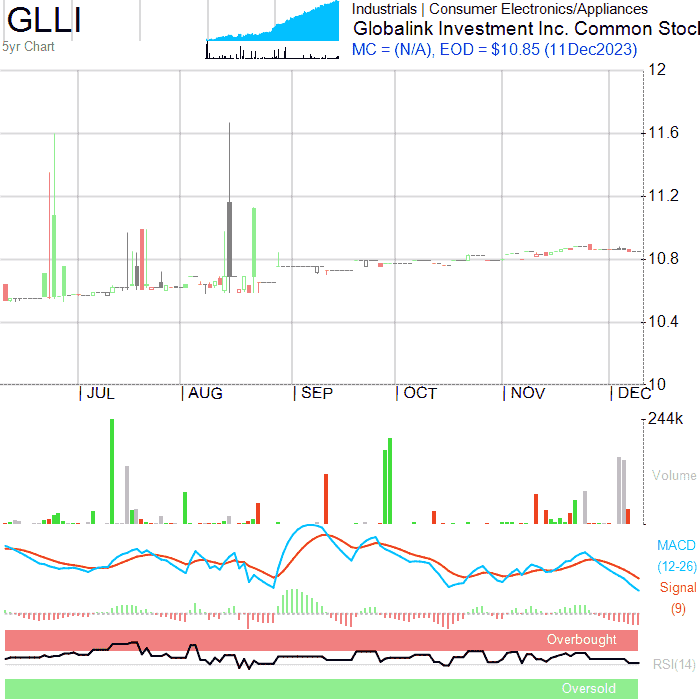 GLLI
5yr Chart
Industrials | Consumer Electronics/Appliances
Globalink Investment Inc. Common Stoc
MC = (N/A), EOD = $10.85 (11Dec2023)
12
11.6
11.2
10.8
10.4
10
JUL AUG SEP OCT NOV DEC
244k
Volume
MACD
(12-26)
Signal
(9)
Overbought
RSI(14)
Oversold